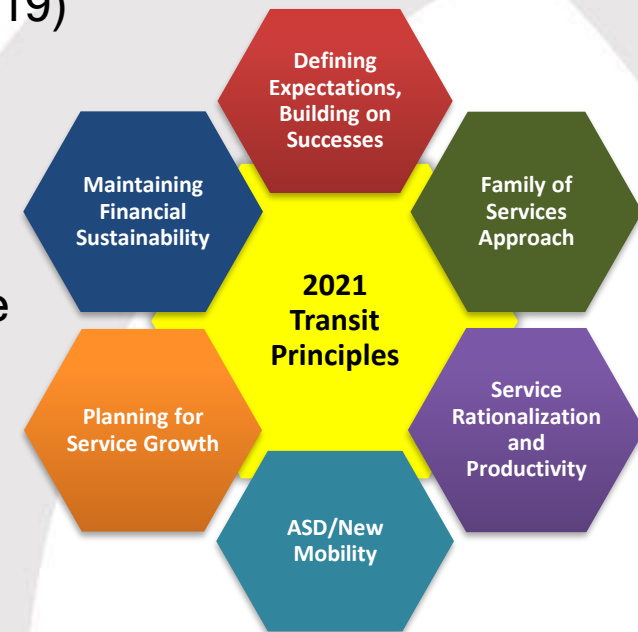 19)
e
Defining
Expectations,
Building on
Successes
Family of
Services
Approach
Service
Rationalization
and
Productivity
ASD/New
Mobility
Planning for
Service Growth
Maintaining
Financial
Sustainability
2021
Transit
Principles